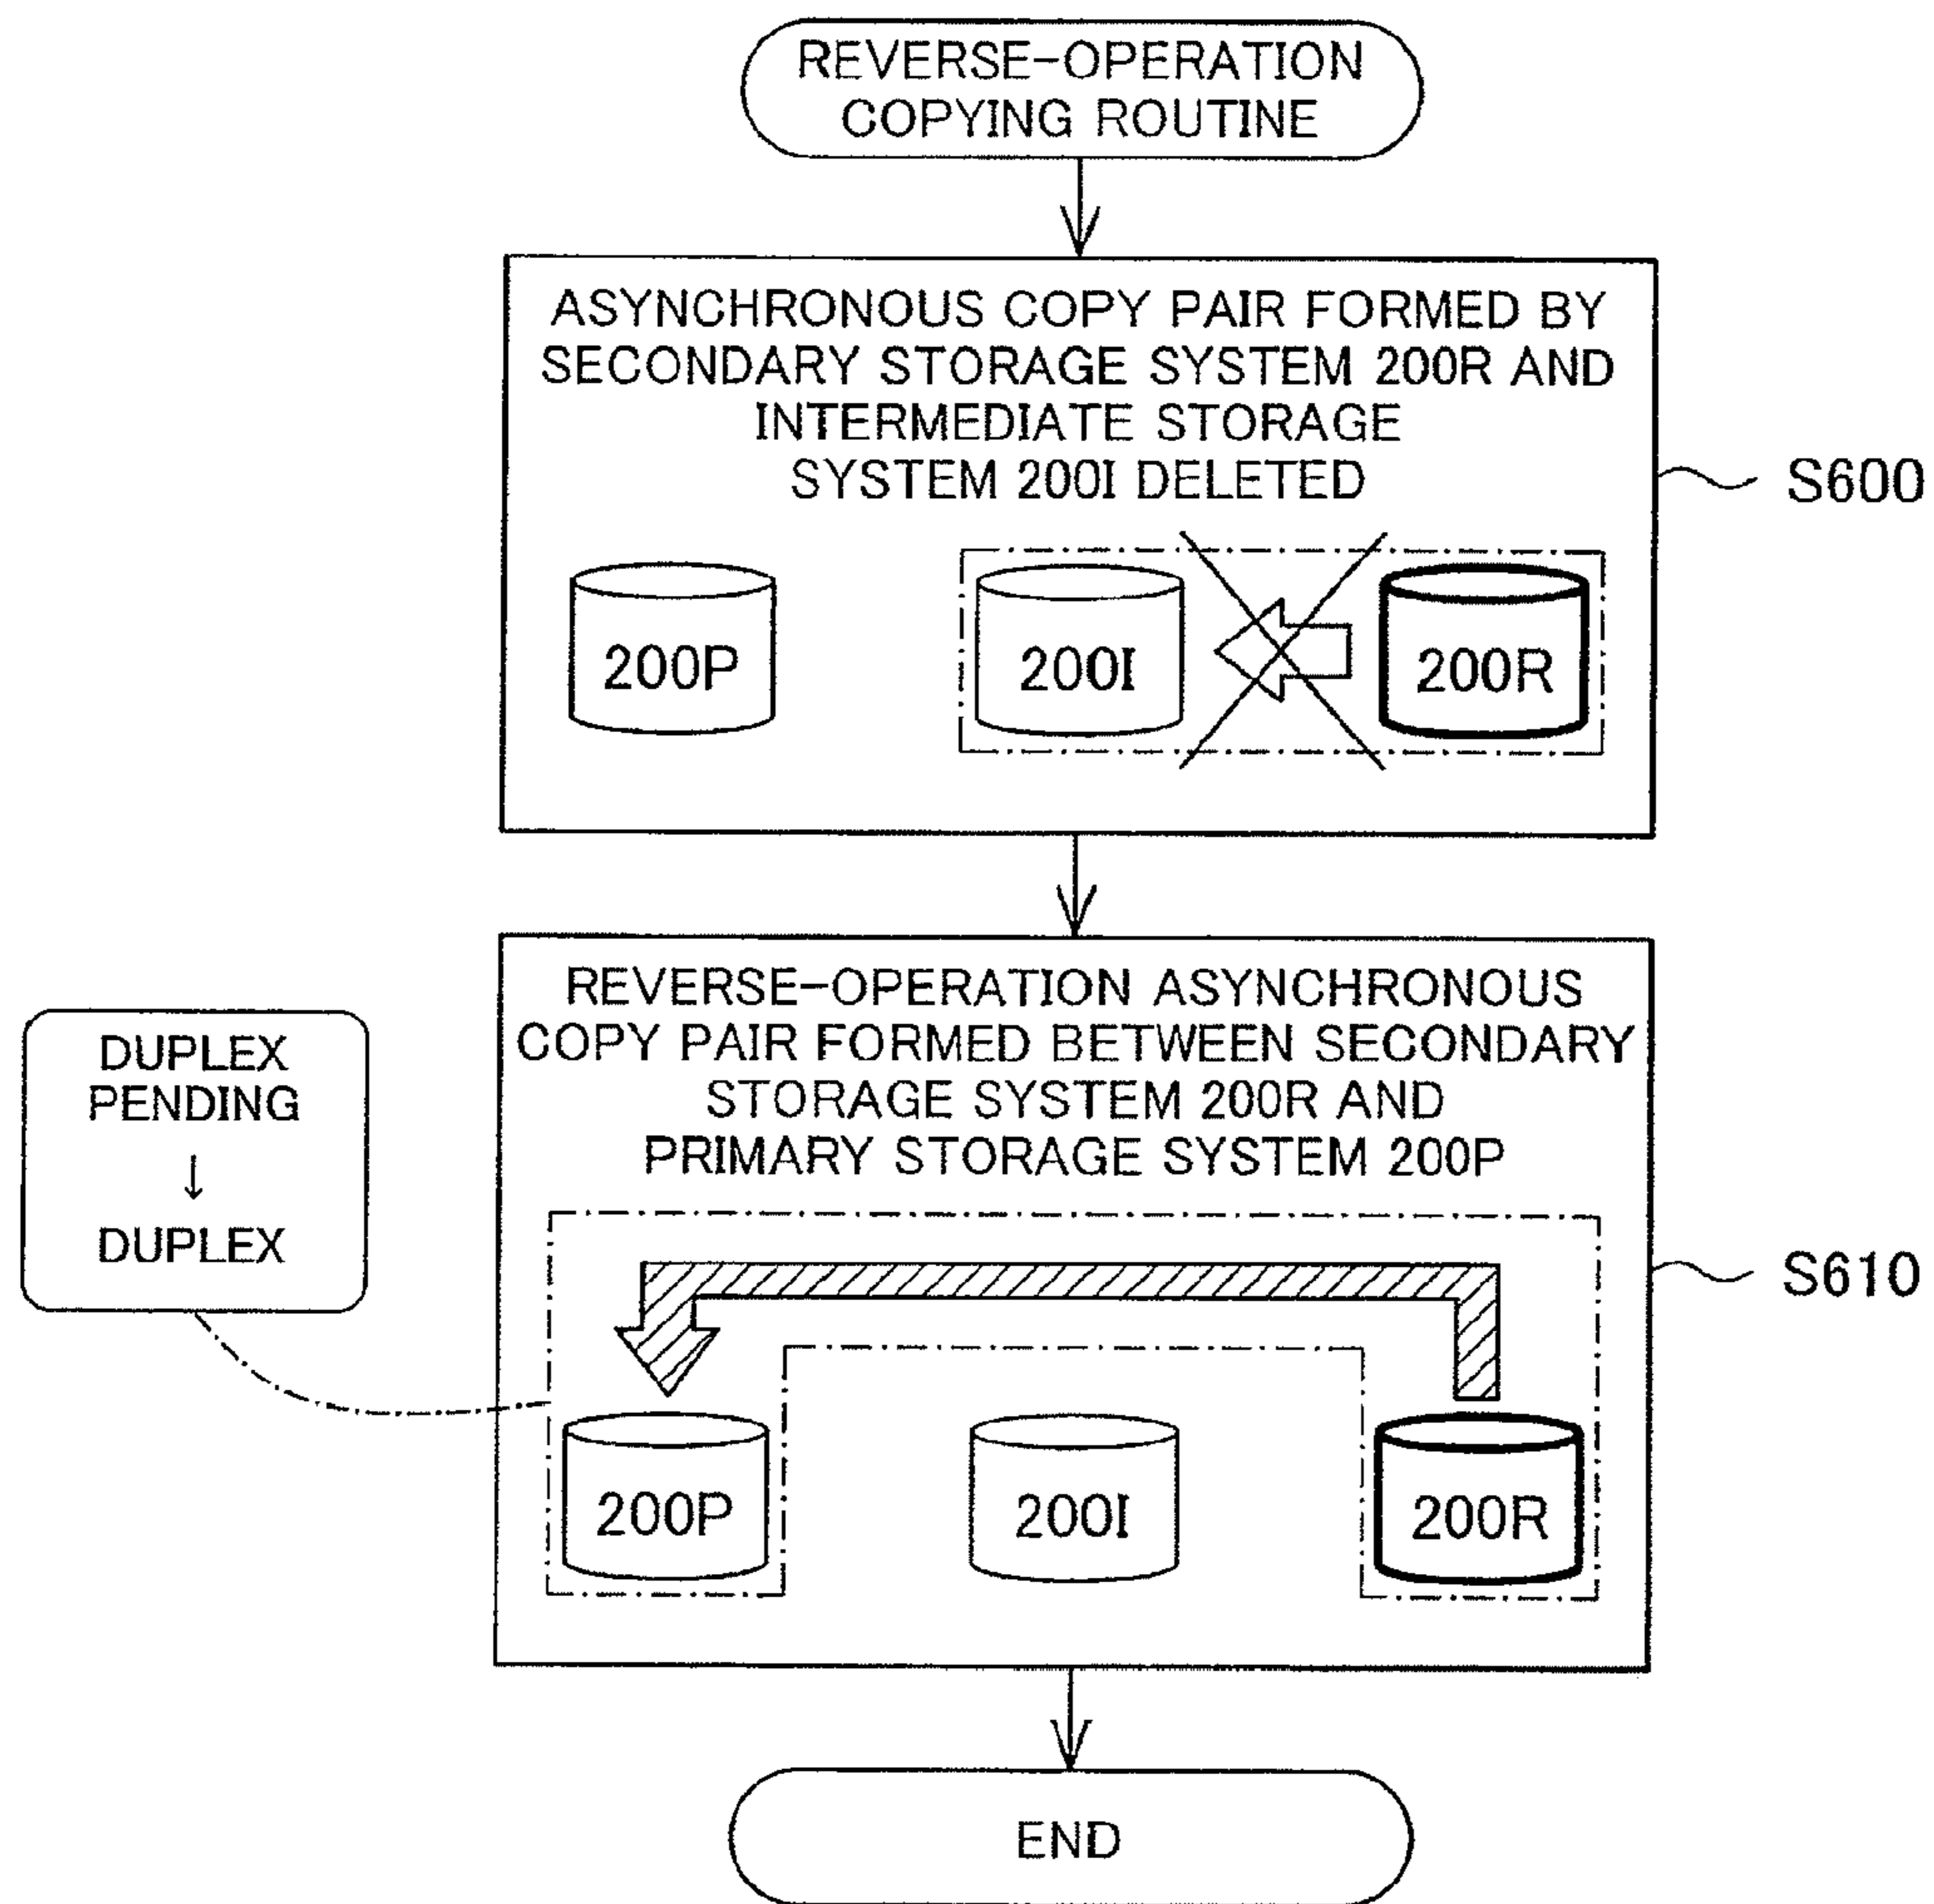 REVERSE-OPERATION
COPYING ROUTINE
ASYNCHRONOUS COPY PAIR FORMED BY
SECONDARY STORAGE SYSTEM 200R AND
INTERMEDIATE STORAGE
SYSTEM 200I DELETED
S600
200P
200I
200R
REVERSE-OPERATION ASYNCHRONOUS
COPY PAIR FORMED BETWEEN SECONDARY
STORAGE SYSTEM 200R AND
PRIMARY STORAGE SYSTEM 200P
DUPLEX
PENDING
↓
DUPLEX
S610
200P
200I
200R
END